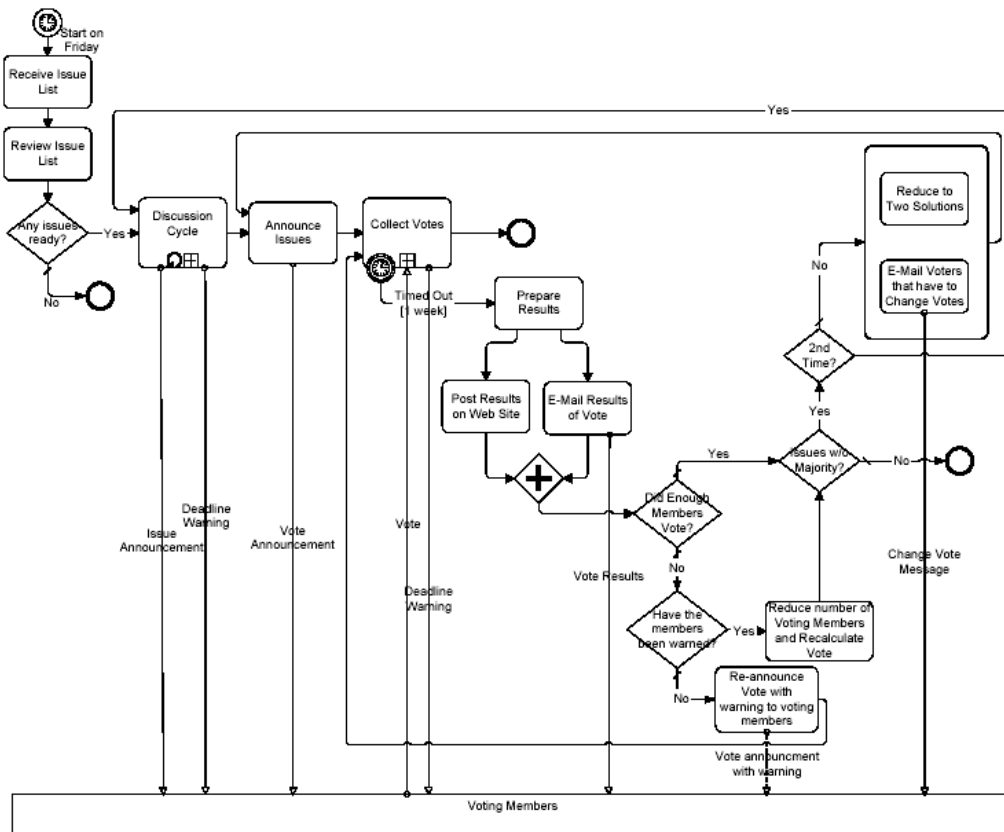 Start on
Friday
Receive Issue
List
Review Issue
List
Any issues
ready?
Yes
No
Discussion
Cycle
Announce
Issues
Collect Votes
Timed Out
[1 week]
Prepare
Results
Post Results
on Web Site
E-Mail Results
of Vote
Did Enough
Members
Vote?
Yes
No
Have the
members
been warned?
Yes
No
Re-announce
Vote with
warning to voting
members
Reduce number of
Voting Members
and Recalculate
Vote
Issues w/o
Majority?
Yes
No
2nd
Time?
No
Yes
Reduce to
Two Solutions
E-Mail Voters
that have to
Change Votes
Issue
Announcement
Deadline
Warning
Vote
Announcement
Vote
Deadline
Warning
Vote Results
Vote announcment
with warning
Change Vote
Message
Voting Members